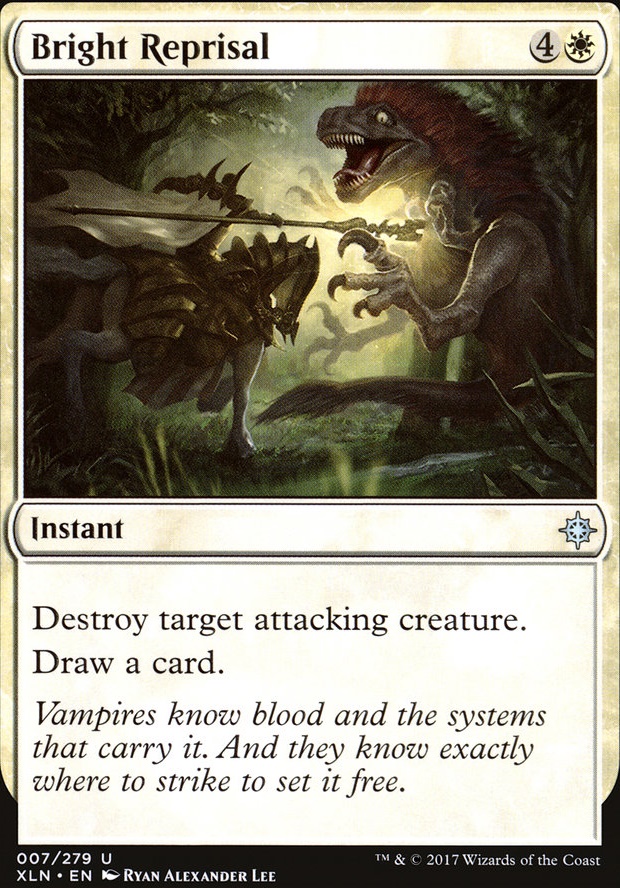 Bright Reprisal 4
Instant
Destroy target attacking creature.
Draw a card.
Vampires know blood and the systems
that carry it. And they know exactly
where to strike to set it free.
007/279 U
XLN • EN Ryan Alexander Lee
™ & © 2017 Wizards of the Coast